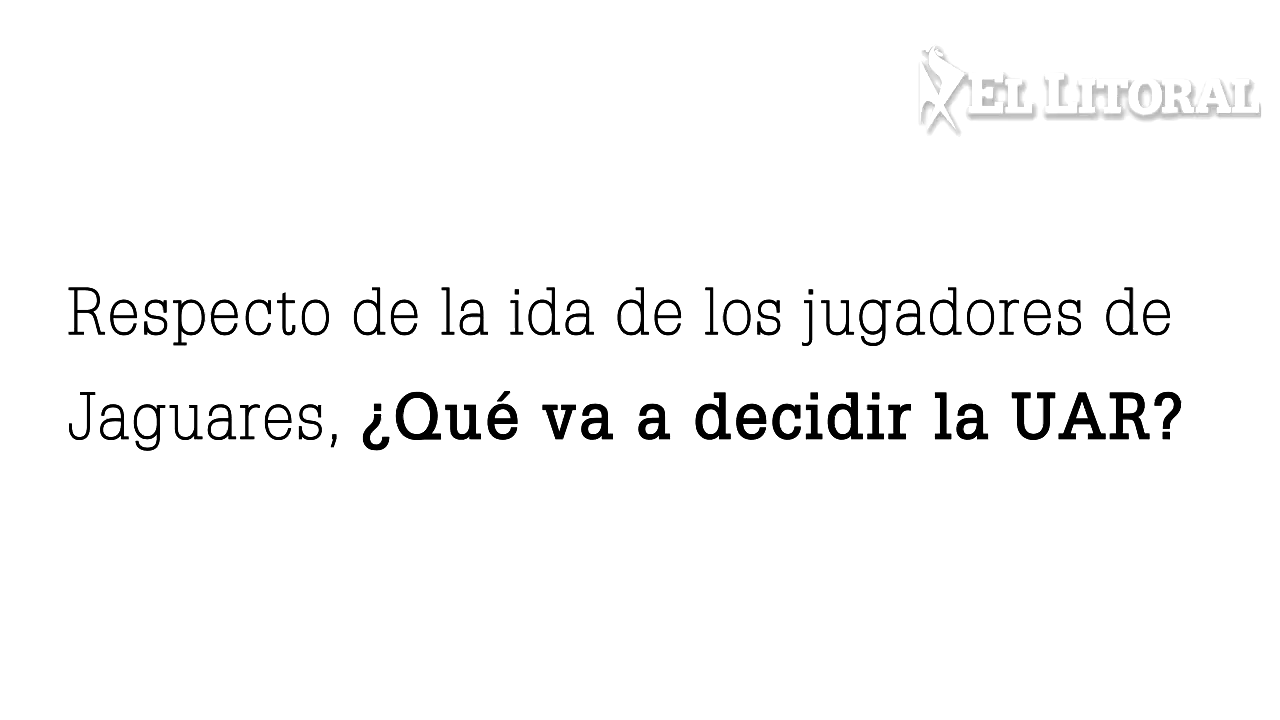 EL LITORAL
Respecto de la ida de los jugadores de
Jaguares, ¿Qué va a decidir la UAR?